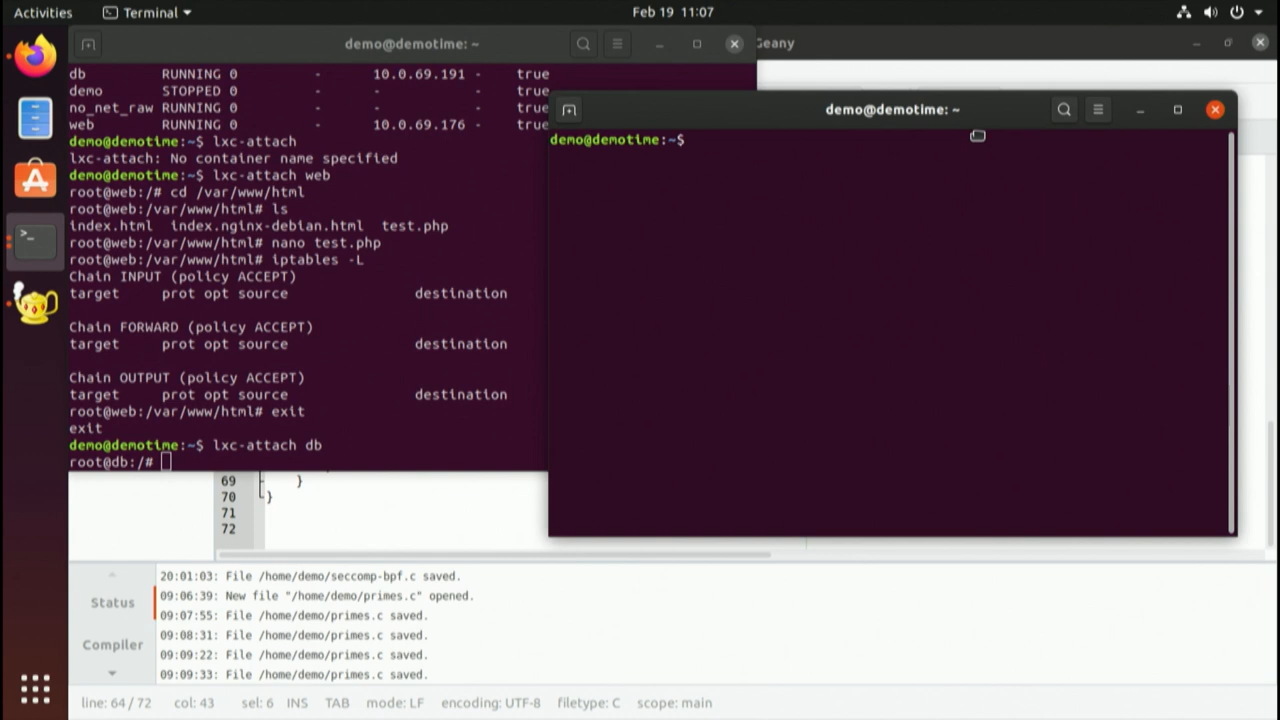 Activities
Terminal
Feb 19 11:07
demo@demotime: ~
Geany
db RUNNING 0 - 10.0.69.191 - true
demo STOPPED 0 - - true
no_net_raw RUNNING 0 - - true
web RUNNING 0 - 10.0.69.176 - true
demo@demotime:~$ lxc-attach
lxc-attach: No container name specified
demo@demotime:~$ lxc-attach web
root@web:/# cd /var/www/html
root@web:/var/www/html# ls
index.html index.nginx-debian.html test.php
root@web:/var/www/html# nano test.php
root@web:/var/www/html# iptables -L
Chain INPUT (policy ACCEPT)
target prot opt source destination
Chain FORWARD (policy ACCEPT)
target prot opt source destination
Chain OUTPUT (policy ACCEPT)
target prot opt source destination
root@web:/var/www/html# exit
exit
demo@demotime:~$ lxc-attach db
root@db:/#
demo@demotime: ~
demo@demotime:~$
69 }
70 }
71
72
Status
Compiler
20:01:03: File /home/demo/seccomp-bpf.c saved.
09:06:39: New file "/home/demo/primes.c" opened.
09:07:55: File /home/demo/primes.c saved.
09:08:31: File /home/demo/primes.c saved.
09:09:22: File /home/demo/primes.c saved.
09:09:33: File /home/demo/primes.c saved.
line: 64 / 72 col: 43 sel: 6 INS TAB mode: LF encoding: UTF-8 filetype: C scope: main